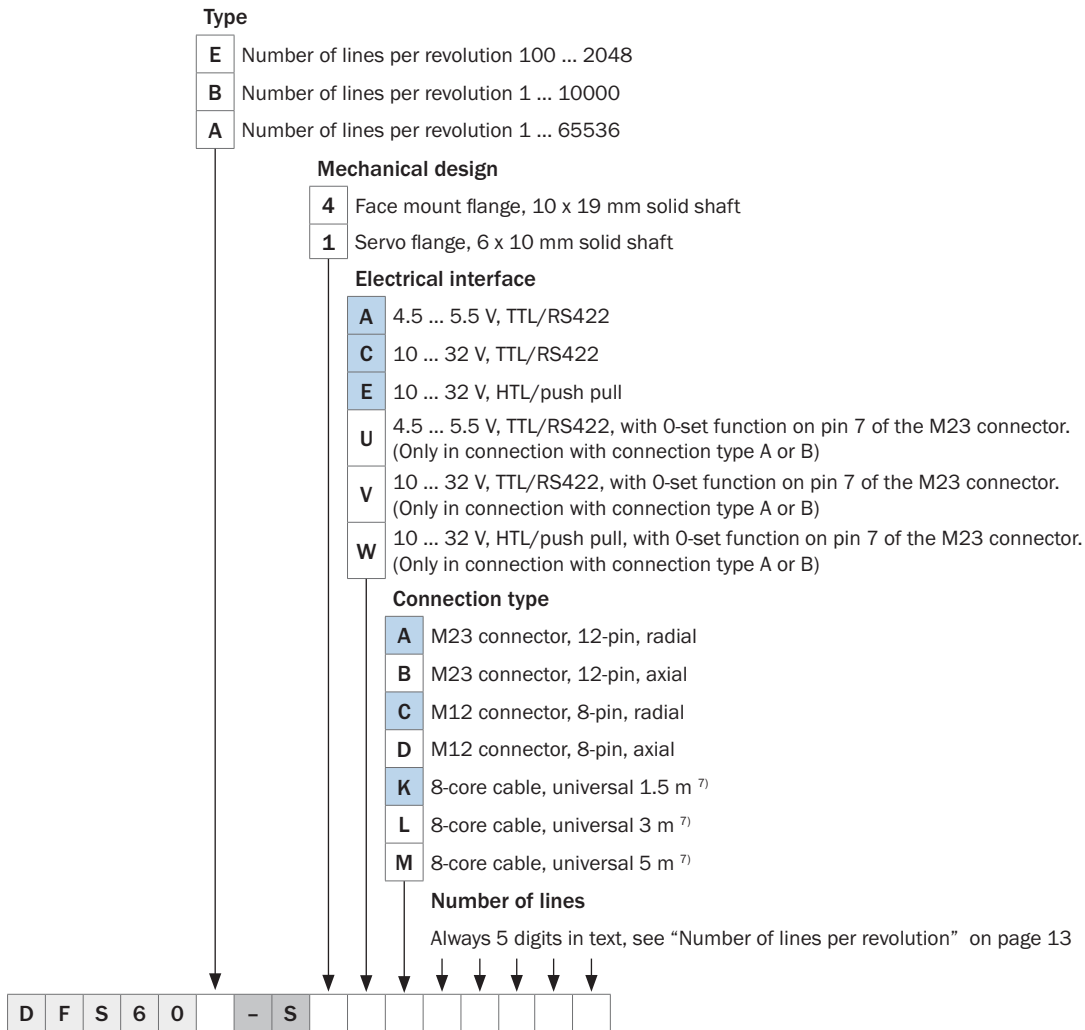 Type
E Number of lines per revolution 100 ... 2048
B Number of lines per revolution 1 ... 10000
A Number of lines per revolution 1 ... 65536
Mechanical design
4 Face mount flange, 10 x 19 mm solid shaft
1 Servo flange, 6 x 10 mm solid shaft
Electrical interface
A 4.5 ... 5.5 V, TTL/RS422
C 10 ... 32 V, TTL/RS422
E 10 ... 32 V, HTL/push pull
U 4.5 ... 5.5 V, TTL/RS422, with 0-set function on pin 7 of the M23 connector.
(Only in connection with connection type A or B)
V 10 ... 32 V, TTL/RS422, with 0-set function on pin 7 of the M23 connector.
(Only in connection with connection type A or B)
W 10 ... 32 V, HTL/push pull, with 0-set function on pin 7 of the M23 connector.
(Only in connection with connection type A or B)
Connection type
A M23 connector, 12-pin, radial
B M23 connector, 12-pin, axial
C M12 connector, 8-pin, radial
D M12 connector, 8-pin, axial
K 8-core cable, universal 1.5 m 7)
L 8-core cable, universal 3 m 7)
M 8-core cable, universal 5 m 7)
Number of lines
Always 5 digits in text, see “Number of lines per revolution” on page 13
D F S 6 0 – S